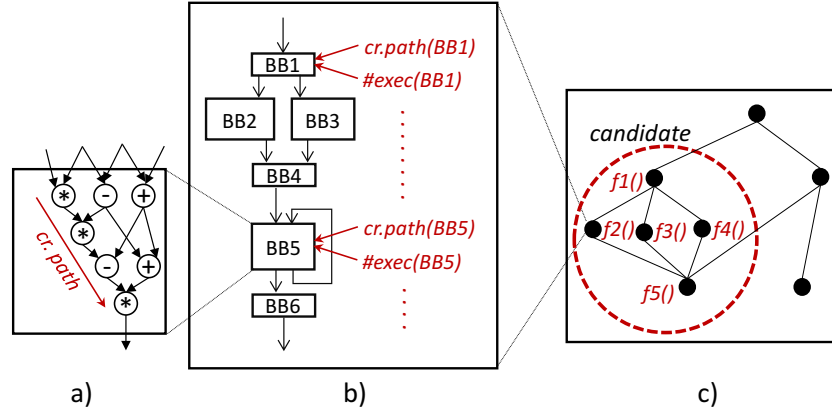 *
-
+
*
-
+
*
cr. path
a)
BB1
BB2
BB3
BB4
BB5
BB6
cr.path(BB1)
#exec(BB1)
cr.path(BB5)
#exec(BB5)
b)
candidate
f1()
f2()
f3()
f4()
f5()
c)